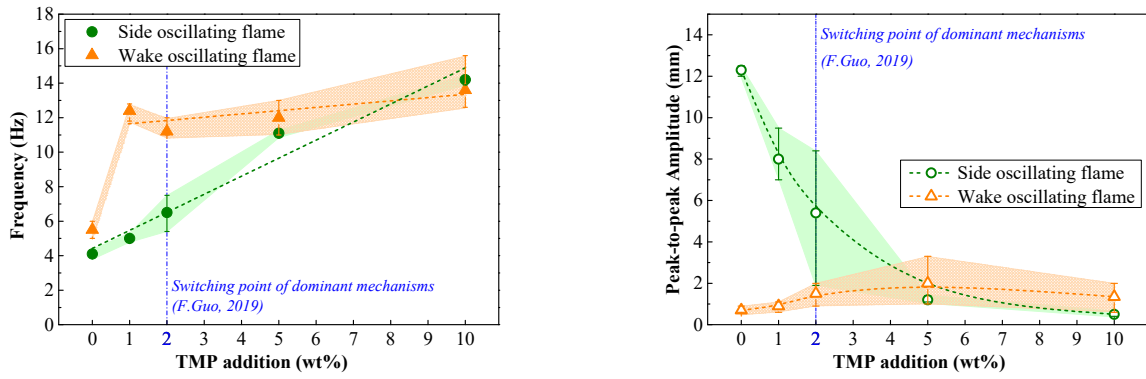 18
16
14
12
10
8
6
4
2
0
Frequency (Hz)
Side oscillating flame
Wake oscillating flame
Switching point of dominant mechanisms
(F.Guo, 2019)
0 1 2 3 4 5 6 7 8 9 10
TMP addition (wt%)
14
12
10
8
6
4
2
0
Peak-to-peak Amplitude (mm)
Switching point of dominant mechanisms
(F.Guo, 2019)
Side oscillating flame
Wake oscillating flame
0 1 2 3 4 5 6 7 8 9 10
TMP addition (wt%)